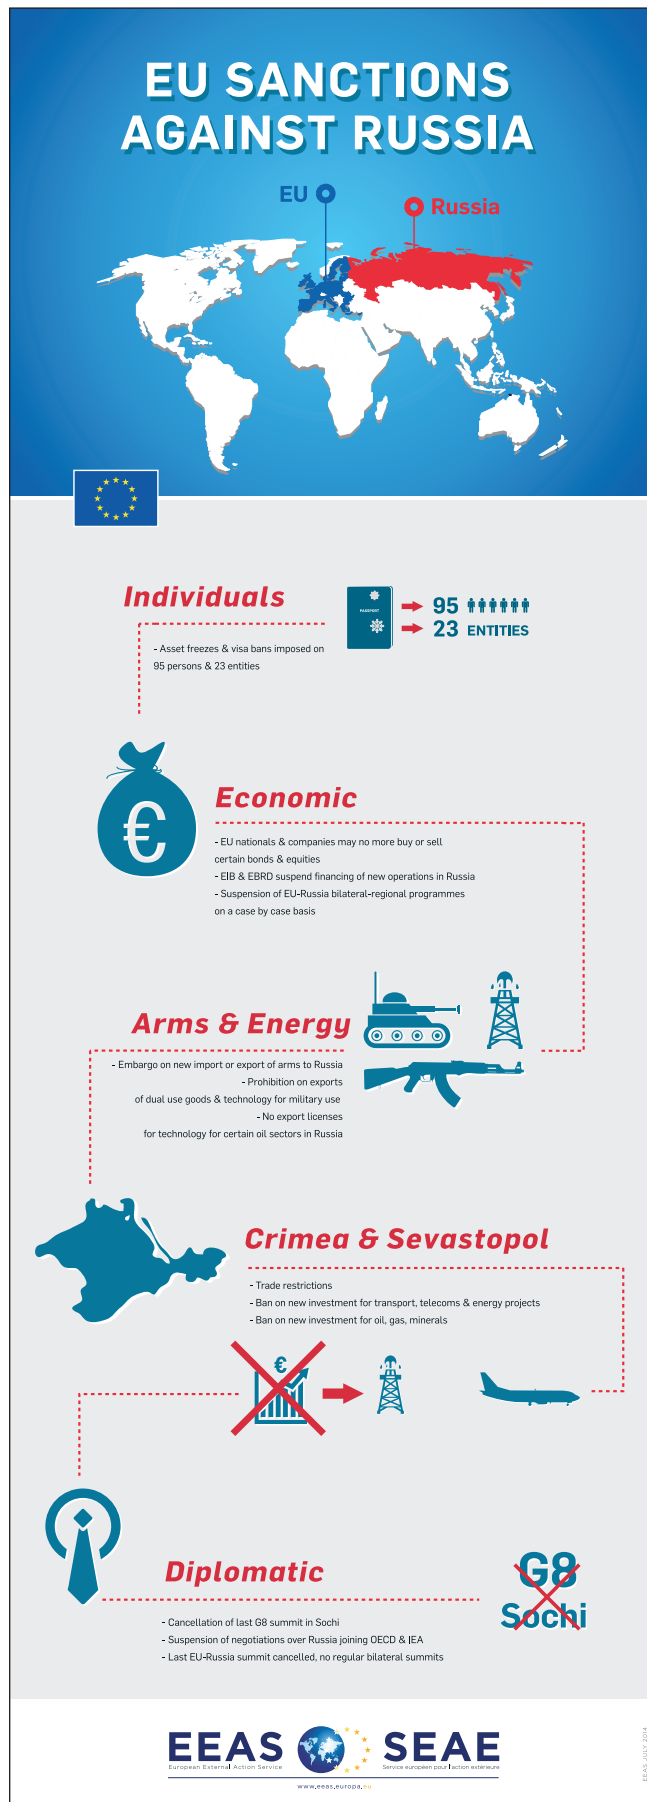 EU SANCTIONS
AGAINST RUSSIA
EU
Russia
Individuals
PASSPORT
95
23 ENTITIES
- Asset freezes & visa bans imposed on
95 persons & 23 entities
€
Economic
- EU nationals & companies may no more buy or sell
certain bonds & equities
- EIB & EBRD suspend financing of new operations in Russia
- Suspension of EU-Russia bilateral-regional programmes
on a case by case basis
Arms & Energy
- Embargo on new import or export of arms to Russia
- Prohibition on exports
of dual use goods & technology for military use
- No export licenses
for technology for certain oil sectors in Russia
Crimea & Sevastopol
- Trade restrictions
- Ban on new investment for transport, telecoms & energy projects
- Ban on new investment for oil, gas, minerals
€
Diplomatic
G8
Sochi
- Cancellation of last G8 summit in Sochi
- Suspension of negotiations over Russia joining OECD & IEA
- Last EU-Russia summit cancelled, no regular bilateral summits
EEAS SEAE
European External Action Service
Service européen pour l'action extérieure
www.eeas.europa.eu
EEAS JULY 2014